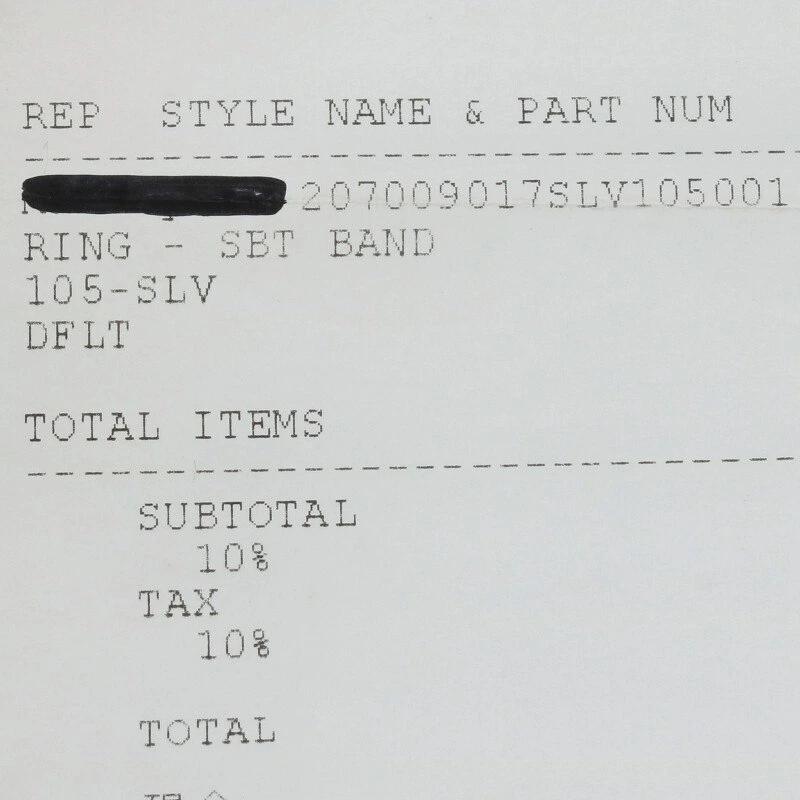 REP STYLE NAME & PART NUM
207009017SLV105001
RING - SBT BAND
105-SLV
DFLT
TOTAL ITEMS
SUBTOTAL
10%
TAX
10%
TOTAL